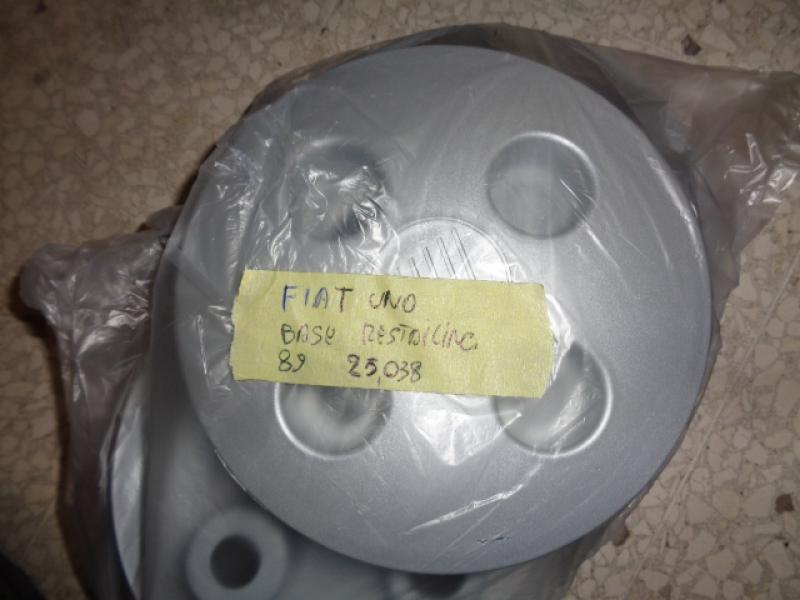 FIAT UNO
BASE RESTAILING
89 25,038